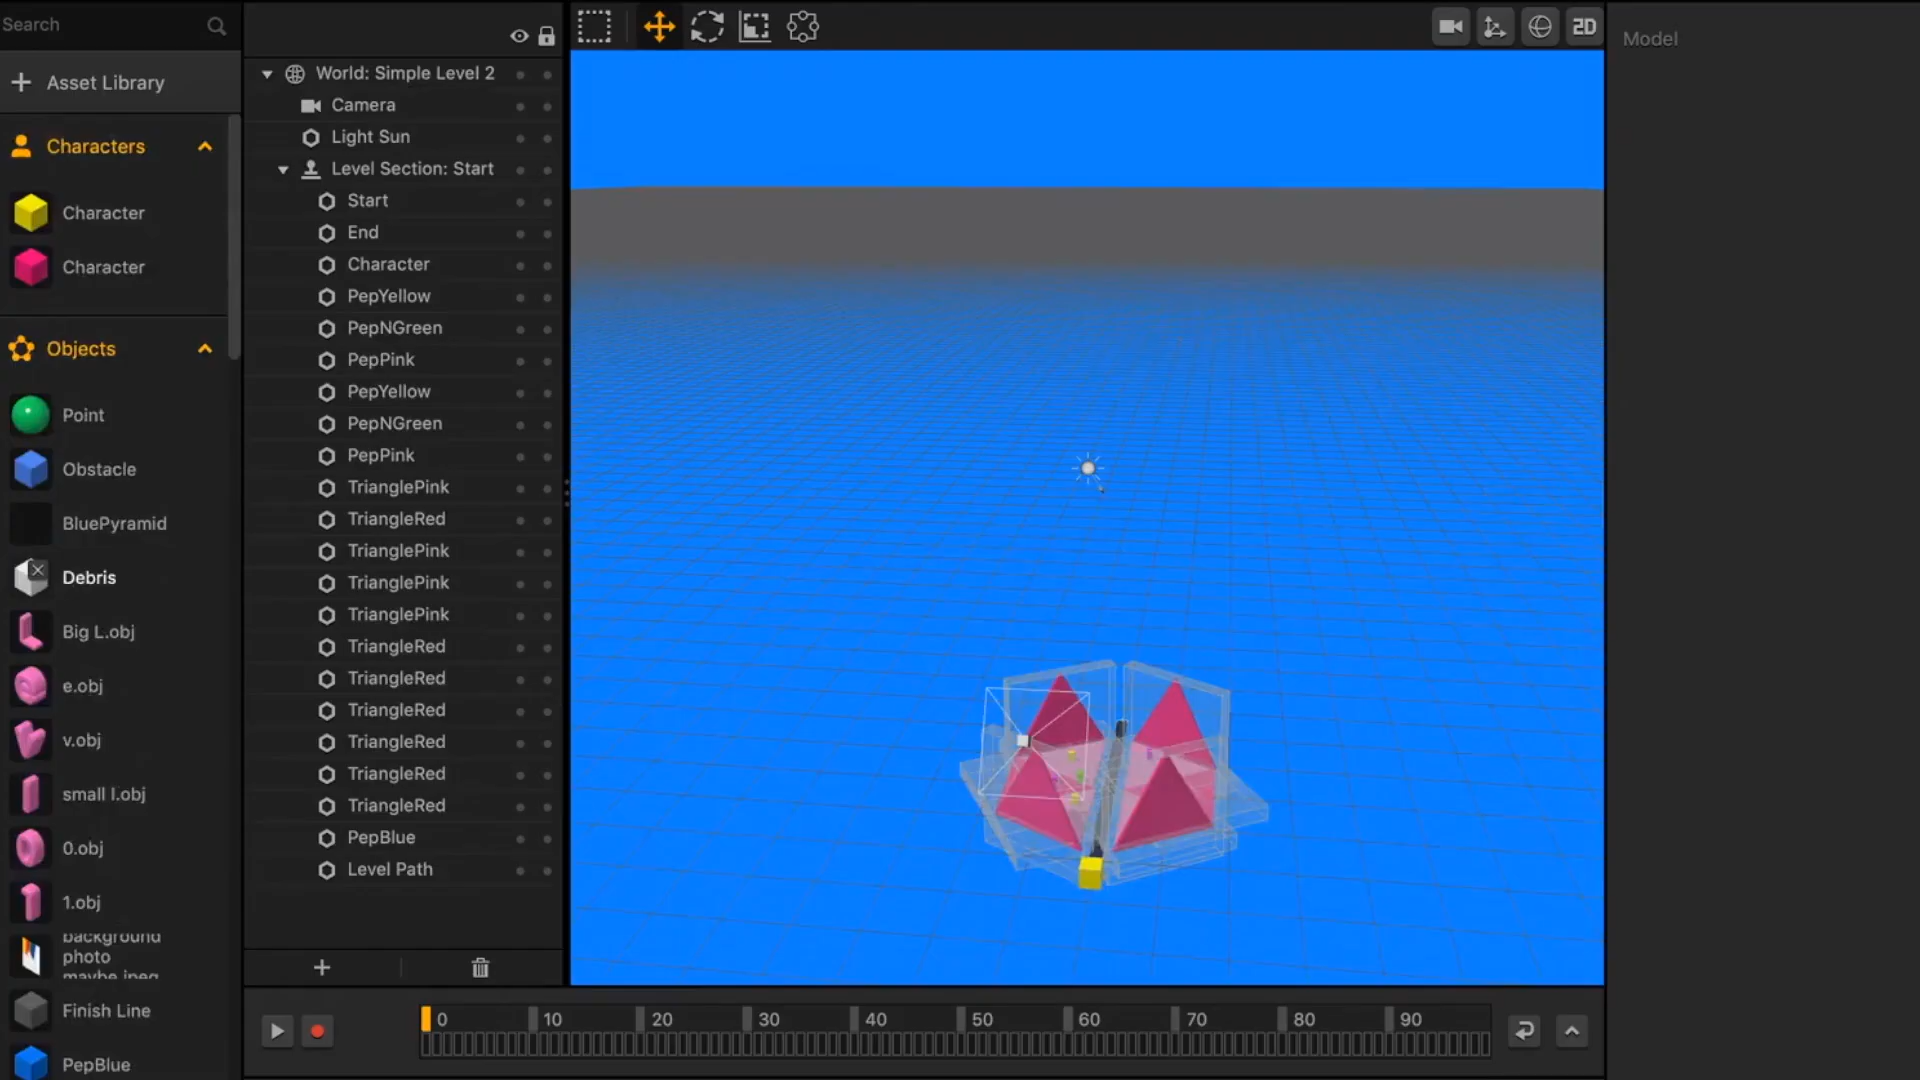 Search
Asset Library
Characters
Character
Character
Objects
Point
Obstacle
BluePyramid
Debris
Big L.obj
e.obj
v.obj
small l.obj
0.obj
1.obj
background
photo
maybe.jpeg
Finish Line
PepBlue
World: Simple Level 2
Camera
Light Sun
Level Section: Start
Start
End
Character
PepYellow
PepNGreen
PepPink
PepYellow
PepNGreen
PepPink
TrianglePink
TriangleRed
TrianglePink
TrianglePink
TrianglePink
TriangleRed
TriangleRed
TriangleRed
TriangleRed
TriangleRed
TriangleRed
PepBlue
Level Path
2D
Model
0 10 20 30 40 50 60 70 80 90